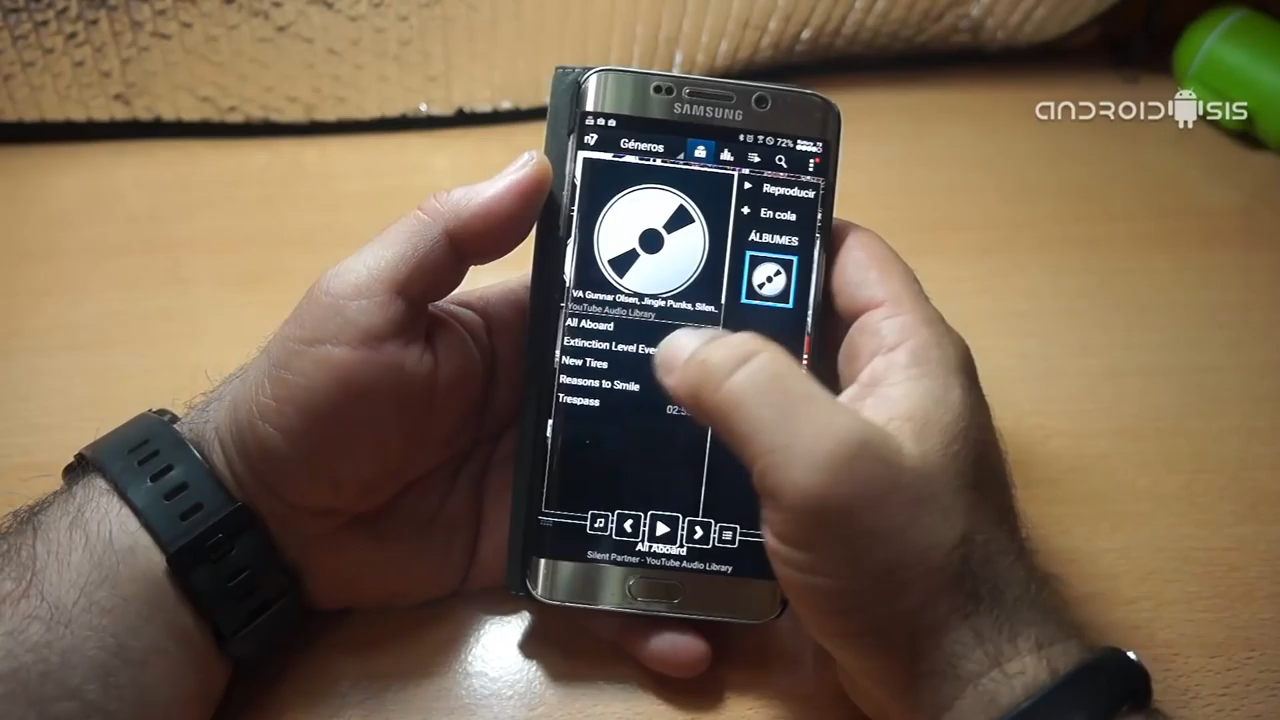 ANDROIDSIS
SAMSUNG
72%
n7
Géneros
Reproducir
En cola
ÁLBUMES
VA Gunnar Olsen, Jingle Punks, Silen..
YouTube Audio Library
All Aboard
Extinction Level Eve
New Tires
Reasons to Smile
Trespass
02:5
All Aboard
Silent Partner - YouTube Audio Library